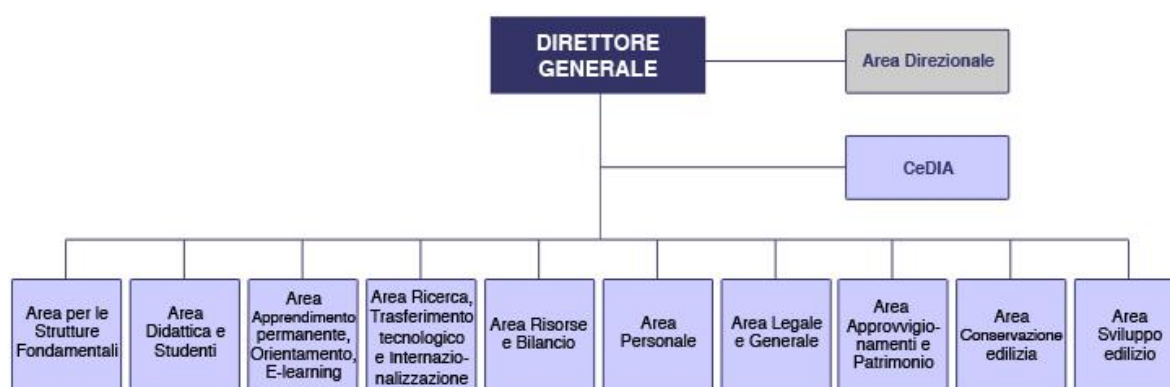 DIRETTORE
GENERALE
Area Direzionale
CeDIA
Area per le
Strutture
Fondamentali
Area
Didattica e
Studenti
Area
Apprendimento
permanente,
Orientamento,
E-learning
Area Ricerca,
Trasferimento
tecnologico
e Internazio-
nalizzazione
Area Risorse
e Bilancio
Area
Personale
Area Legale
e Generale
Area
Approvvigio-
namenti e
Patrimonio
Area
Conservazione
edilizia
Area
Sviluppo
edilizio